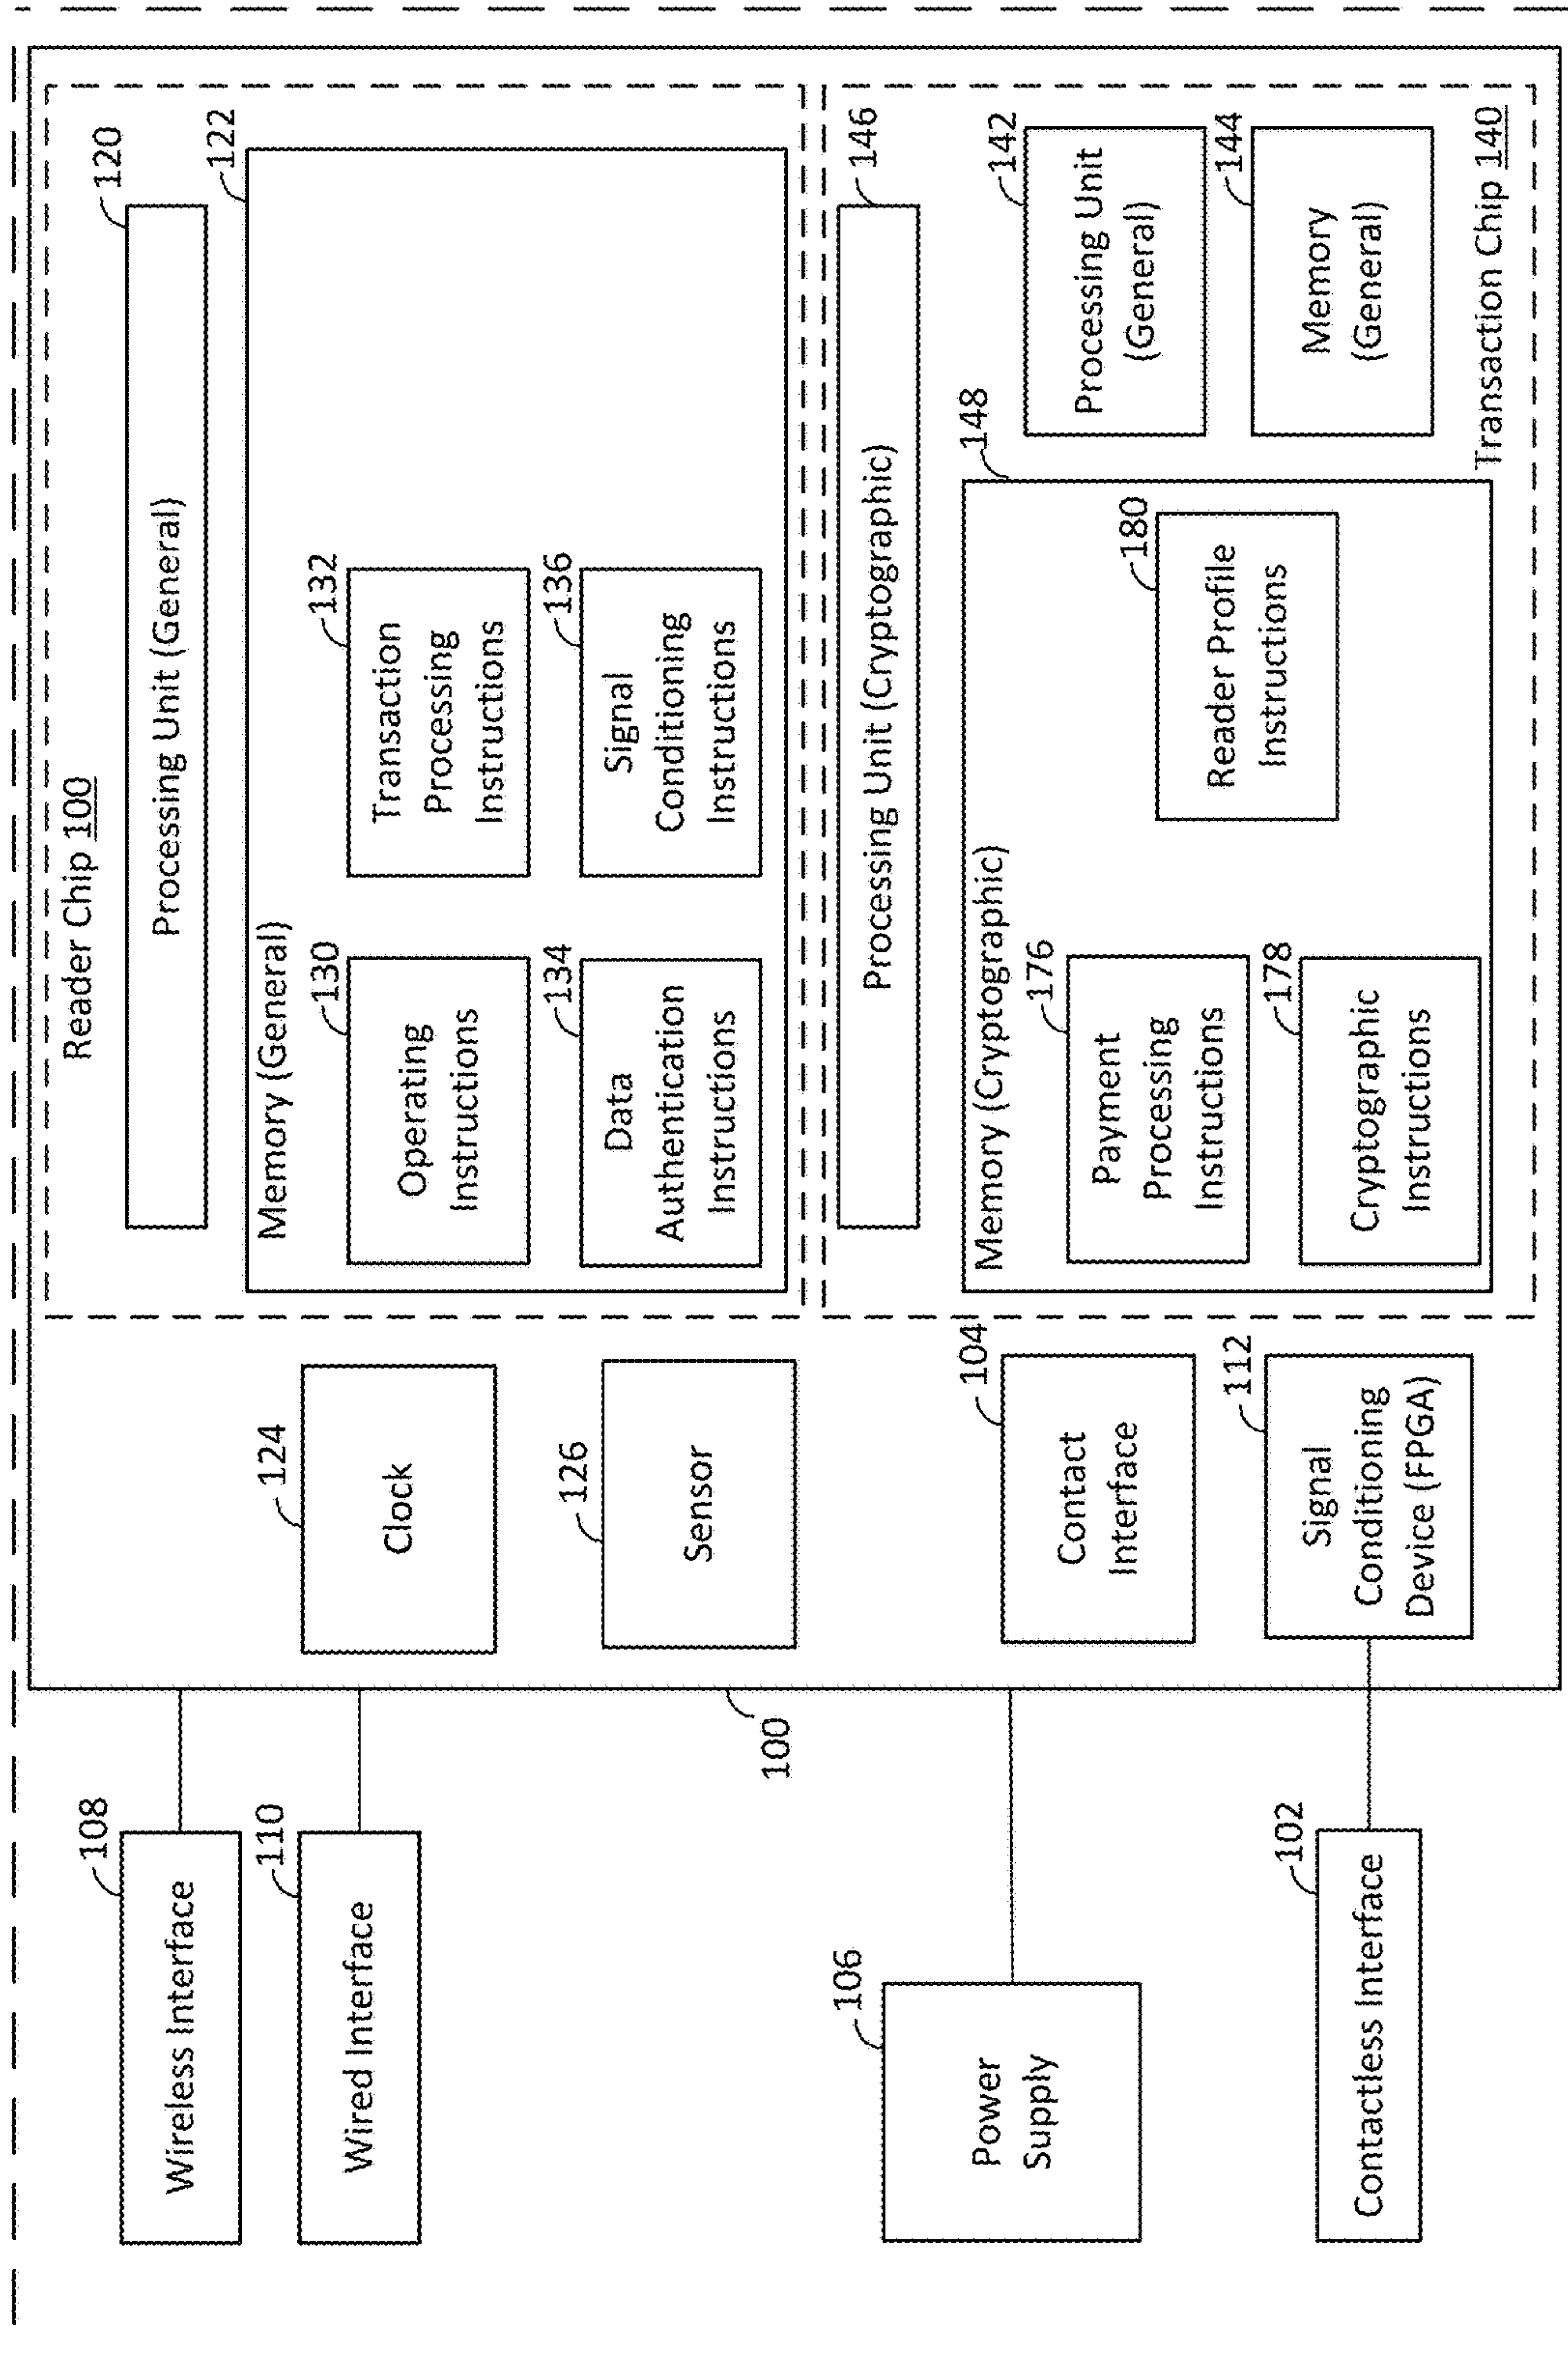 Wireless Interface
108
Wired Interface
110
Power
Supply
106
Contactless Interface
102
100
Clock
124
Sensor
126
Contact
Interface
104
Signal
Conditioning
Device (FPGA)
112
Reader Chip 100
Processing Unit (General)
120
Memory (General)
122
Operating
Instructions
130
Transaction
Processing
Instructions
132
Data
Authentication
Instructions
134
Signal
Conditioning
Instructions
136
Processing Unit (Cryptographic)
146
Memory (Cryptographic)
148
Payment
Processing
Instructions
176
Cryptographic
Instructions
178
Reader Profile
Instructions
180
Processing Unit
(General)
142
Memory
(General)
144
Transaction Chip 140